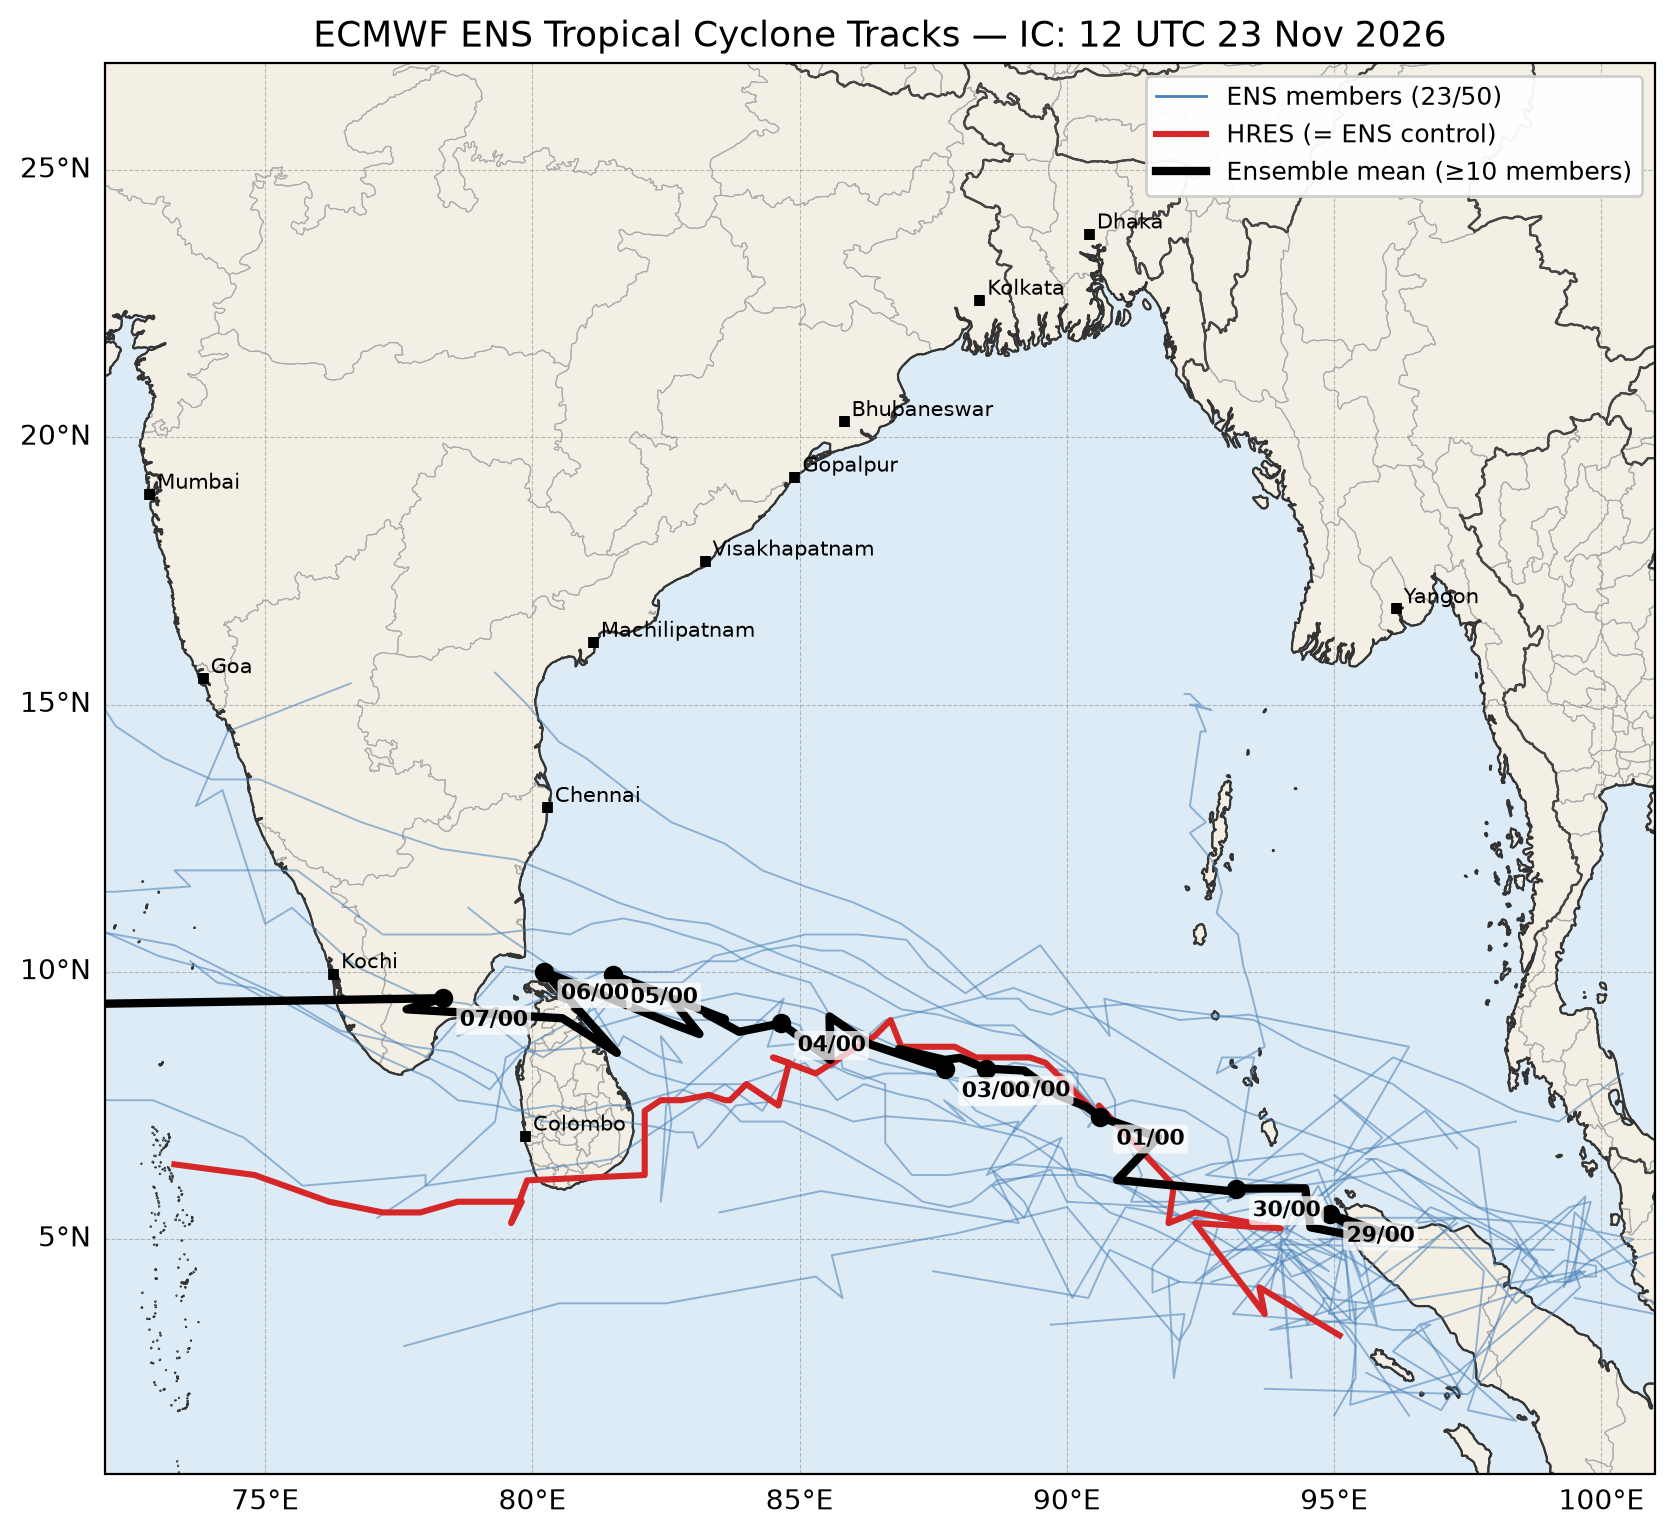 ECMWF ENS Tropical Cyclone Tracks — IC: 12 UTC 23 Nov 2026
ENS members (23/50)
HRES (= ENS control)
Ensemble mean (≥10 members)
25°N
20°N
15°N
10°N
5°N
Dhaka
Kolkata
Bhubaneswar
Gopalpur
Mumbai
Visakhapatnam
Yangon
Machilipatnam
Goa
Chennai
Kochi
Colombo
06/00
05/00
07/00
04/00
03/00
/00
01/00
30/00
29/00
75°E
80°E
85°E
90°E
95°E
100°E